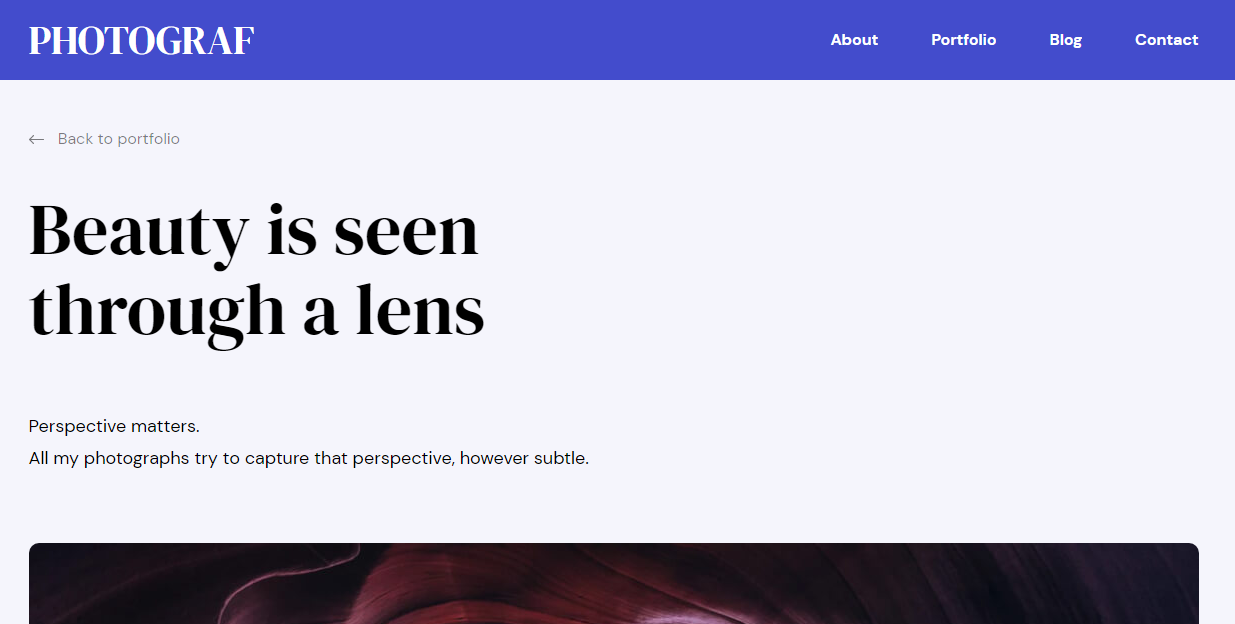 PHOTOGRAF
About
Portfolio
Blog
Contact
Back to portfolio
Beauty is seen
through a lens
Perspective matters.
All my photographs try to capture that perspective, however subtle.